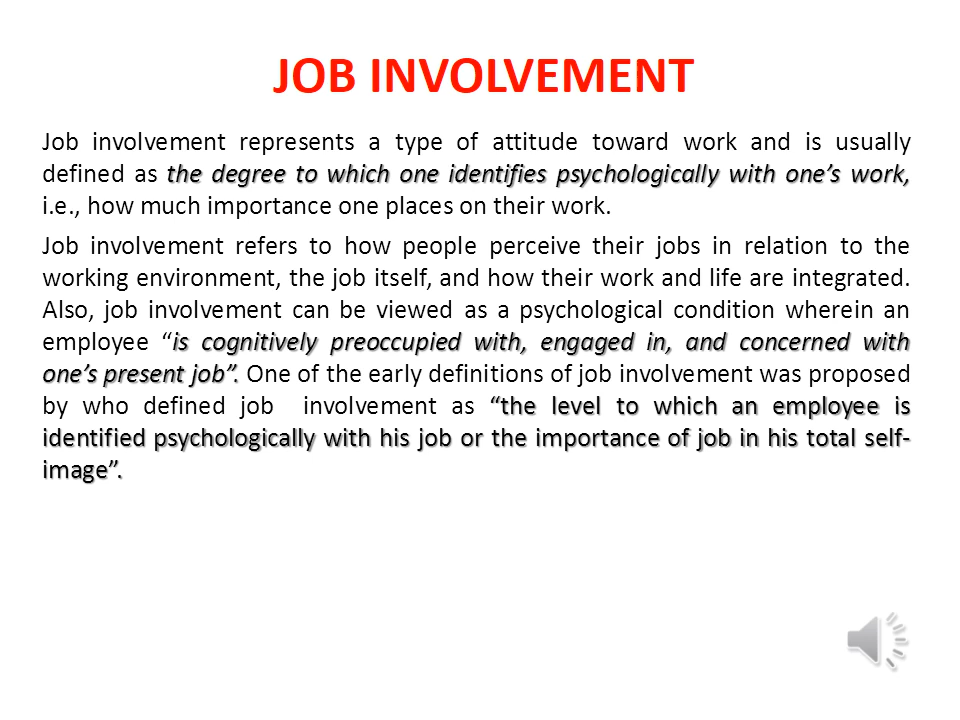 JOB INVOLVEMENT
Job involvement represents a type of attitude toward work and is usually
defined as the degree to which one identifies psychologically with one’s work,
i.e., how much importance one places on their work.
Job involvement refers to how people perceive their jobs in relation to the
working environment, the job itself, and how their work and life are integrated.
Also, job involvement can be viewed as a psychological condition wherein an
employee “is cognitively preoccupied with, engaged in, and concerned with
one’s present job”. One of the early definitions of job involvement was proposed
by who defined job  involvement as “the level to which an employee is
identified psychologically with his job or the importance of job in his total self-
image”.